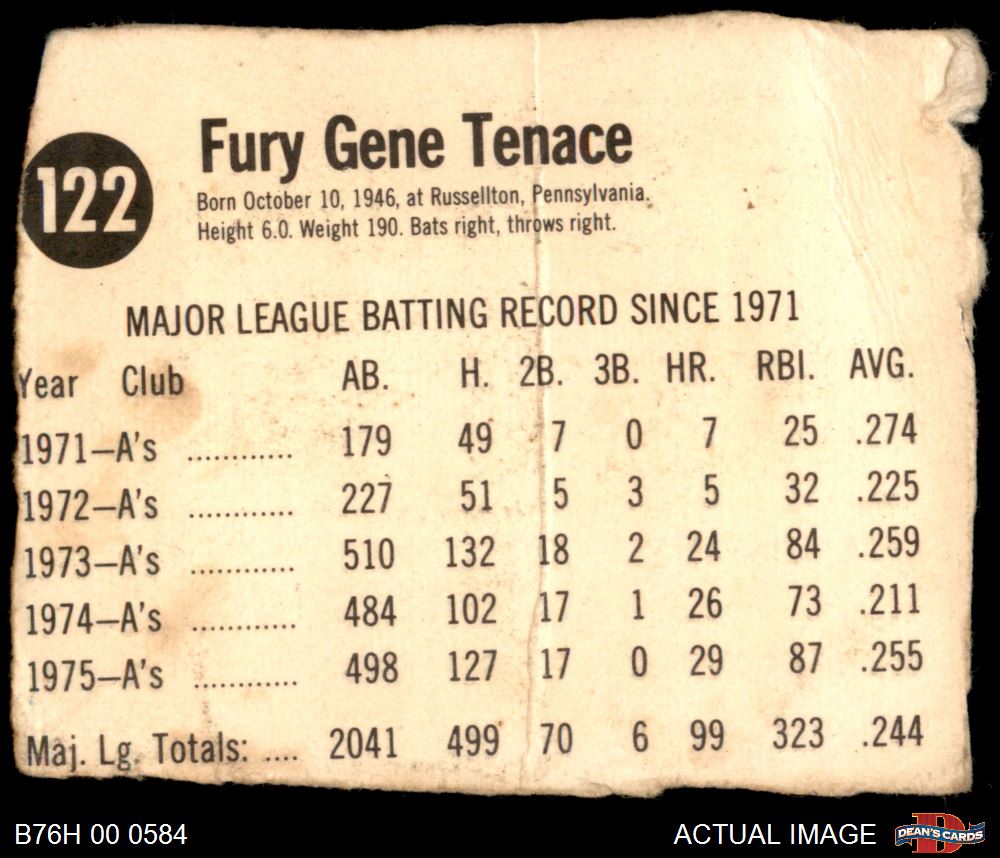 122
Fury Gene Tenace
Born October 10, 1946, at Russellton, Pennsylvania.
Height 6.0. Weight 190. Bats right, throws right.
MAJOR LEAGUE BATTING RECORD SINCE 1971
Year Club AB. H. 2B. 3B. HR. RBI. AVG.
1971—A's ............ 179 49 7 0 7 25 .274
1972—A's ............ 227 51 5 3 5 32 .225
1973—A's ............ 510 132 18 2 24 84 .259
1974—A's ............ 484 102 17 1 26 73 .211
1975—A's ............ 498 127 17 0 29 87 .255
Maj. Lg. Totals: .... 2041 499 70 6 99 323 .244
B76H 00 0584
ACTUAL IMAGE
D
DEAN'S CARDS